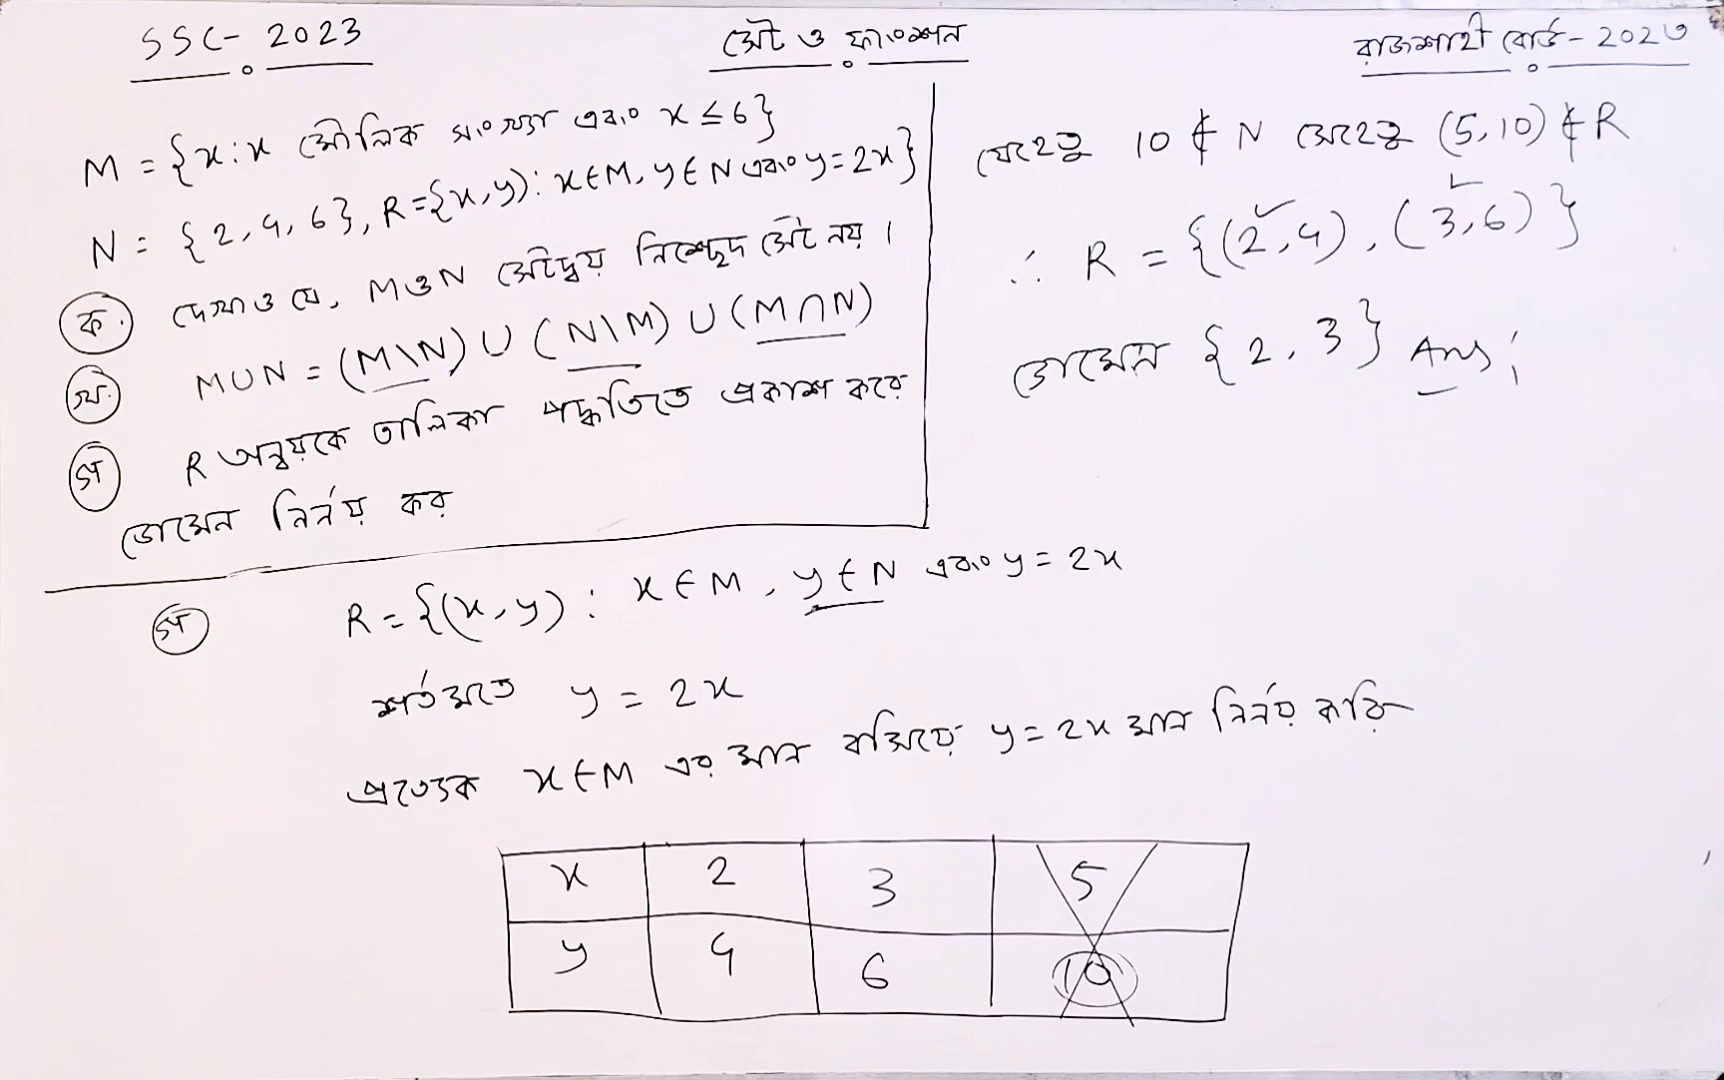 SSC- 2023
সেট ও ফাংশন
রাজশাহী বোর্ড - 2023
M = {x : x মৌলিক সংখ্যা এবং x ≤ 6}
N = {2, 4, 6}, R = {x, y) : x ∈ M, y ∈ N এবং y = 2x}
ক. দেখাও যে, M ও N সেটদ্বয় নিশ্ছেদ সেট নয়।
খ. M∪N = (M\N) ∪ (N\M) ∪ (M∩N)
গ R অন্বয়কে তালিকা পদ্ধতিতে প্রকাশ করে
ডোমেন নির্নয় কর
যেহেতু 10 ∉ N সেহেতু (5, 10) ∉ R
∴ R = {(2, 4), (3, 6)}
ডোমেন {2, 3} Ans:
গ R = {(x, y) : x ∈ M, y ∈ N এবং y = 2x
শর্তমতে y = 2x
প্রত্যেক x ∈ M এর মান বসিয়ে y = 2x মান নির্নয় করি
x 2 3 5
y 4 6 10